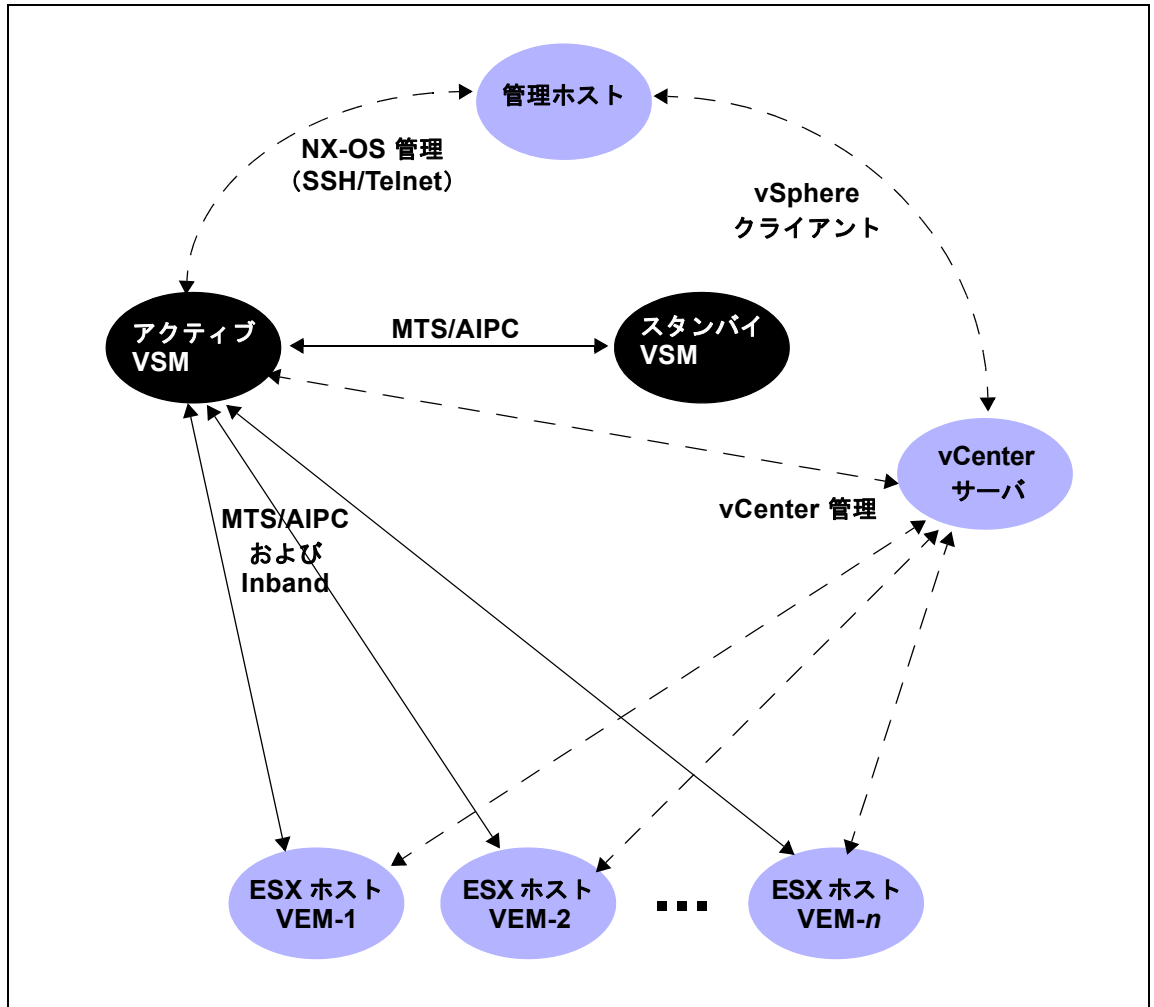 管理ホスト
NX-OS 管理
（SSH/Telnet）
vSphere
クライアント
アクティブ
VSM
MTS/AIPC
スタンバイ
VSM
vCenter
サーバ
vCenter 管理
MTS/AIPC
および
Inband
ESX ホスト
VEM-1
ESX ホスト
VEM-2
...
ESX ホスト
VEM-n